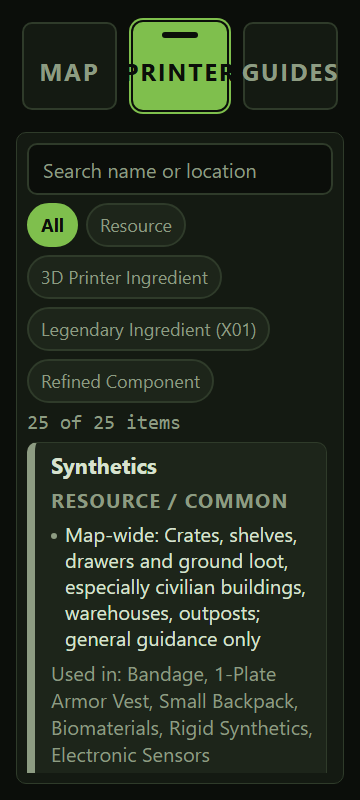 MAP
PRINTER
GUIDES
Search name or location
All
Resource
3D Printer Ingredient
Legendary Ingredient (X01)
Refined Component
25 of 25 items
Synthetics
RESOURCE / COMMON
• Map-wide: Crates, shelves,
drawers and ground loot,
especially civilian buildings,
warehouses, outposts;
general guidance only
Used in: Bandage, 1-Plate
Armor Vest, Small Backpack,
Biomaterials, Rigid Synthetics,
Electronic Sensors